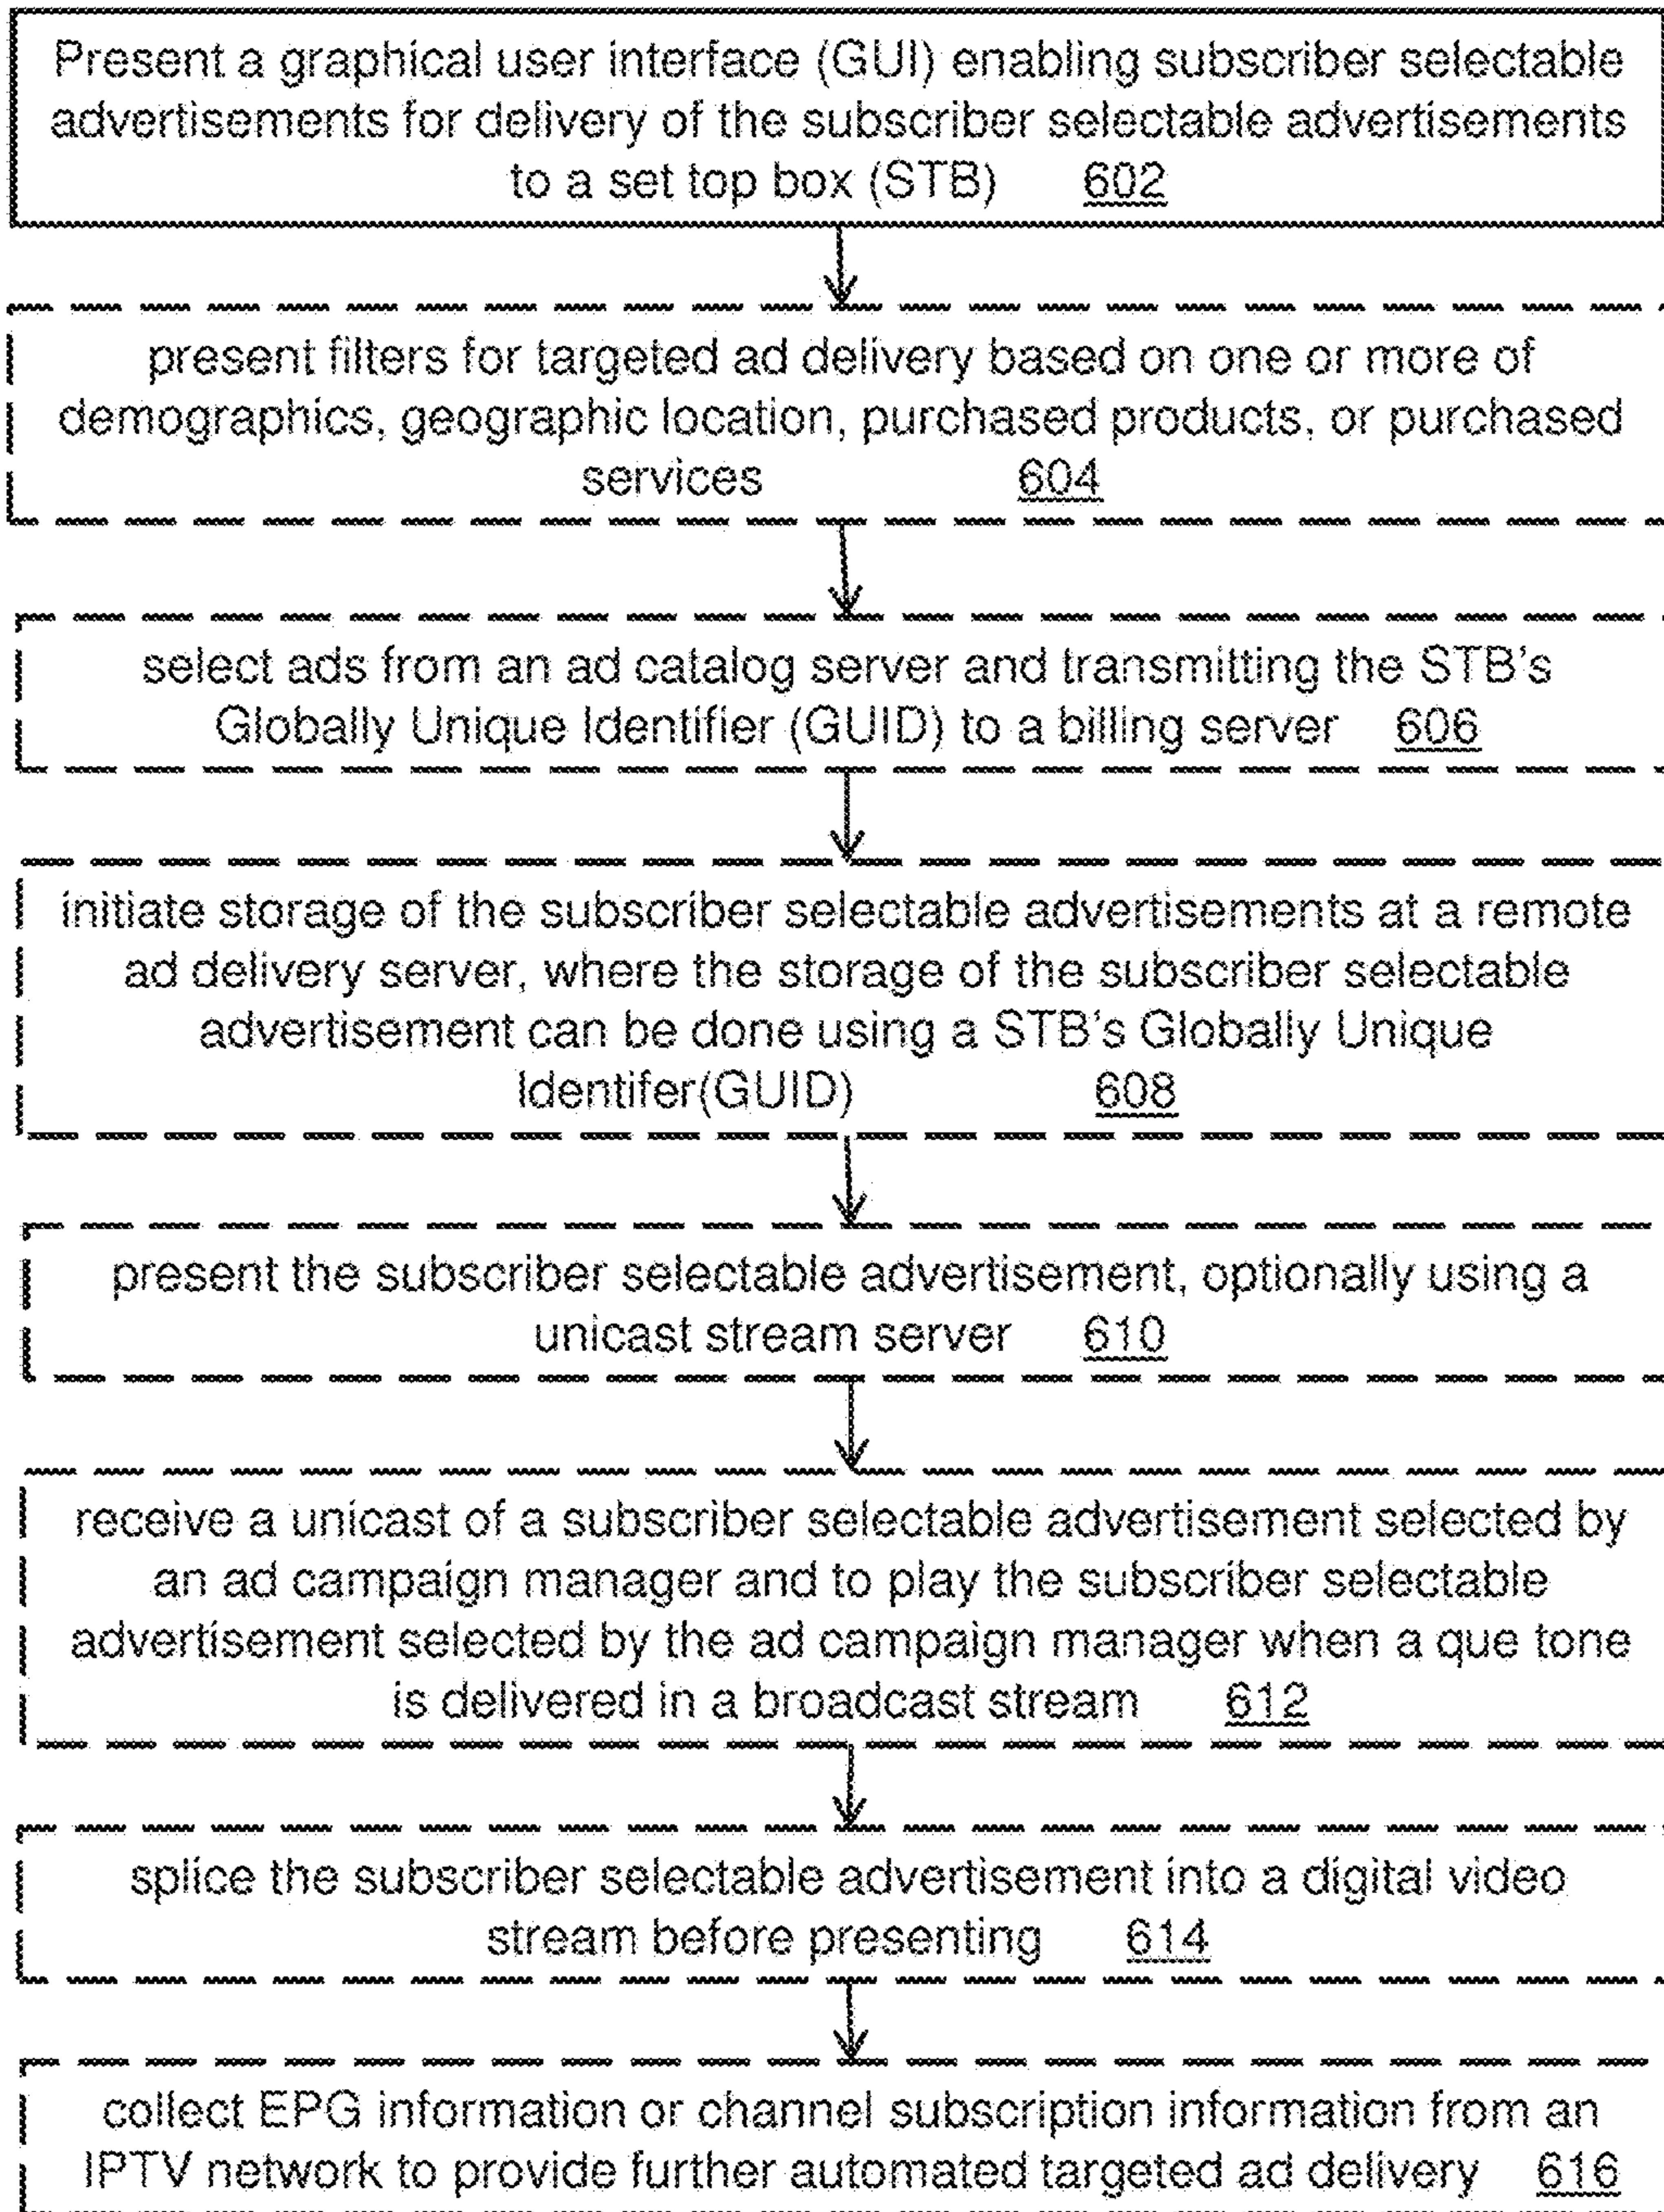 Present a graphical user interface (GUI) enabling subscriber selectable
advertisements for delivery of the subscriber selectable advertisements
to a set top box (STB) 602
present filters for targeted ad delivery based on one or more of
demographics, geographic location, purchased products, or purchased
services 604
select ads from an ad catalog server and transmitting the STB's
Globally Unique Identifier (GUID) to a billing server 606
initiate storage of the subscriber selectable advertisements at a remote
ad delivery server, where the storage of the subscriber selectable
advertisement can be done using a STB's Globally Unique
Identifer(GUID) 608
present the subscriber selectable advertisement, optionally using a
unicast stream server 610
receive a unicast of a subscriber selectable advertisement selected by
an ad campaign manager and to play the subscriber selectable
advertisement selected by the ad campaign manager when a que tone
is delivered in a broadcast stream 612
splice the subscriber selectable advertisement into a digital video
stream before presenting 614
collect EPG information or channel subscription information from an
IPTV network to provide further automated targeted ad delivery 616